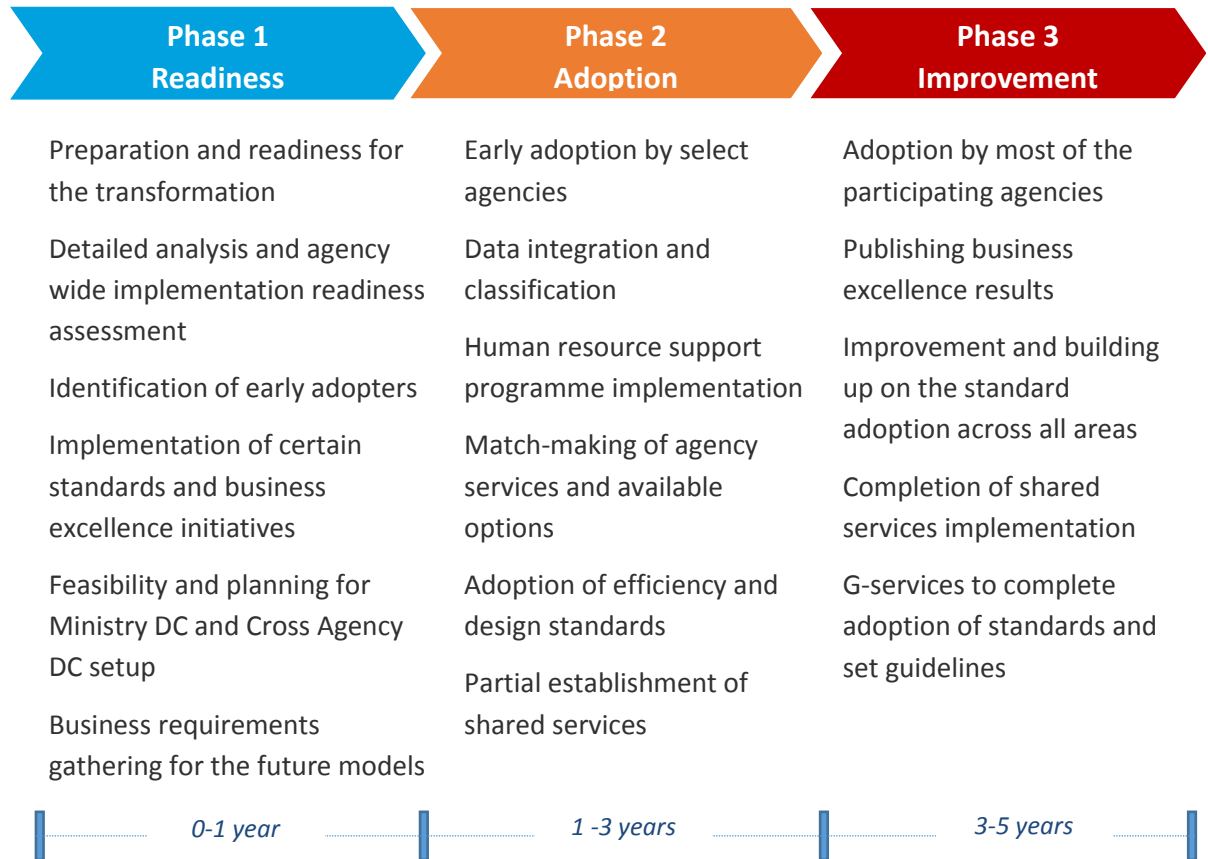 Phase 1
Readiness
Phase 2
Adoption
Phase 3
Improvement
Preparation and readiness for
the transformation
Detailed analysis and agency
wide implementation readiness
assessment
Identification of early adopters
Implementation of certain
standards and business
excellence initiatives
Feasibility and planning for
Ministry DC and Cross Agency
DC setup
Business requirements
gathering for the future models
Early adoption by select
agencies
Data integration and
classification
Human resource support
programme implementation
Match-making of agency
services and available
options
Adoption of efficiency and
design standards
Partial establishment of
shared services
Adoption by most of the
participating agencies
Publishing business
excellence results
Improvement and building
up on the standard
adoption across all areas
Completion of shared
services implementation
G-services to complete
adoption of standards and
set guidelines
0-1 year
1 -3 years
3-5 years